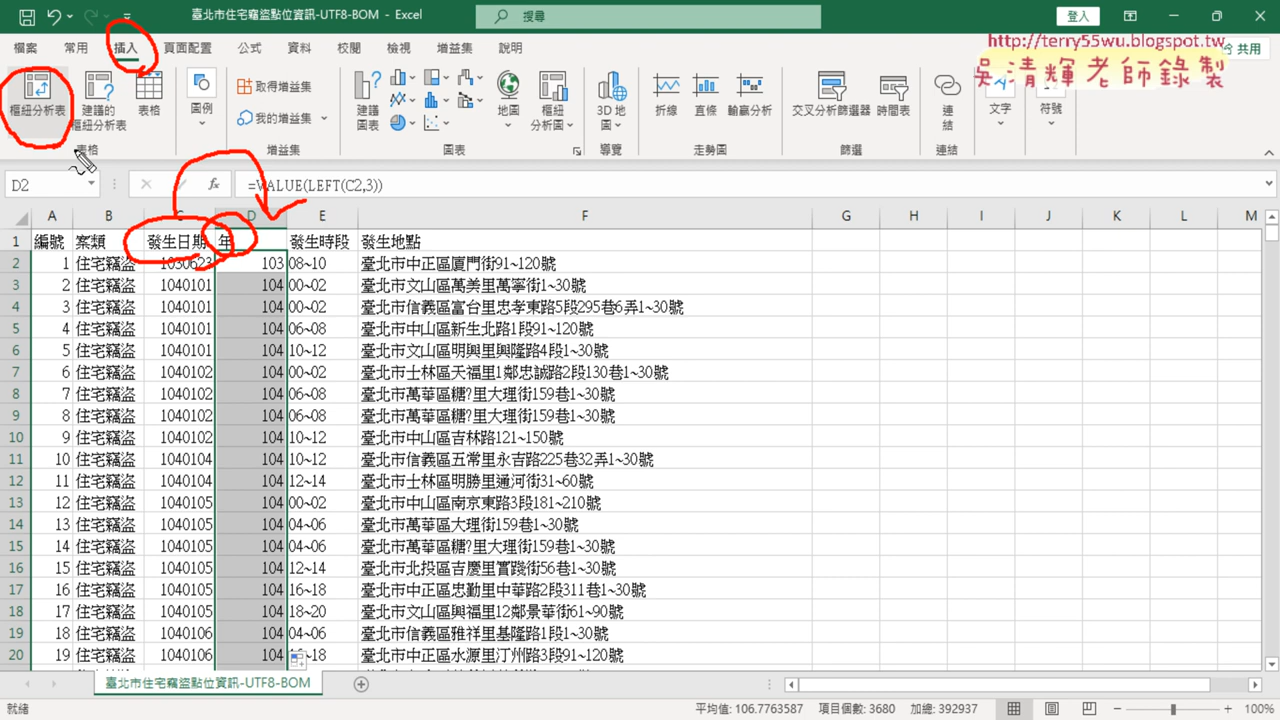 臺北市住宅竊盜點位資訊-UTF8-BOM - Excel
搜尋
登入
檔案 常用 插入 頁面配置 公式 資料 校閱 檢視 增益集 說明
共用
http://terry55wu.blogspot.tw
吳清輝老師錄製
樞紐分析表
建議的
樞紐分析表
表格
圖例
取得增益集
我的增益集
建議
圖表
地圖
樞紐
分析圖
3D 地
圖
折線
直條
輸贏分析
交叉分析篩選器
時間表
連
結
文字
符號
表格 增益集 圖表 導覽 走勢圖 篩選 連結
D2 fx =VALUE(LEFT(C2,3))
A B C D E F G H I J K L M
1 編號 案類 發生日期 年 發生時段 發生地點
2 1 住宅竊盜 1030623 103 08~10 臺北市中正區廈門街91~120號
3 2 住宅竊盜 1040101 104 00~02 臺北市文山區萬美里萬寧街1~30號
4 3 住宅竊盜 1040101 104 00~02 臺北市信義區富台里忠孝東路5段295巷6弄1~30號
5 4 住宅竊盜 1040101 104 06~08 臺北市中山區新生北路1段91~120號
6 5 住宅竊盜 1040101 104 10~12 臺北市文山區明興里興隆路4段1~30號
7 6 住宅竊盜 1040102 104 00~02 臺北市士林區天福里1鄰忠誠路2段130巷1~30號
8 7 住宅竊盜 1040102 104 06~08 臺北市萬華區糖?里大理街159巷1~30號
9 8 住宅竊盜 1040102 104 06~08 臺北市萬華區糖?里大理街159巷1~30號
10 9 住宅竊盜 1040102 104 10~12 臺北市中山區吉林路121~150號
11 10 住宅竊盜 1040104 104 10~12 臺北市信義區五常里永吉路225巷32弄1~30號
12 11 住宅竊盜 1040104 104 12~14 臺北市士林區明勝里通河街31~60號
13 12 住宅竊盜 1040105 104 00~02 臺北市中山區南京東路3段181~210號
14 13 住宅竊盜 1040105 104 04~06 臺北市萬華區大理街159巷1~30號
15 14 住宅竊盜 1040105 104 04~06 臺北市萬華區糖?里大理街159巷1~30號
16 15 住宅竊盜 1040105 104 12~14 臺北市北投區吉慶里實踐街56巷1~30號
17 16 住宅竊盜 1040105 104 16~18 臺北市中正區忠勤里中華路2段311巷1~30號
18 17 住宅竊盜 1040105 104 18~20 臺北市文山區興福里12鄰景華街61~90號
19 18 住宅竊盜 1040106 104 04~06 臺北市信義區雅祥里基隆路1段1~30號
20 19 住宅竊盜 1040106 104 ~18 臺北市中正區水源里汀州路3段91~120號
臺北市住宅竊盜點位資訊-UTF8-BOM
就緒 平均值: 106.7763587 項目個數: 3680 加總: 392937 100%